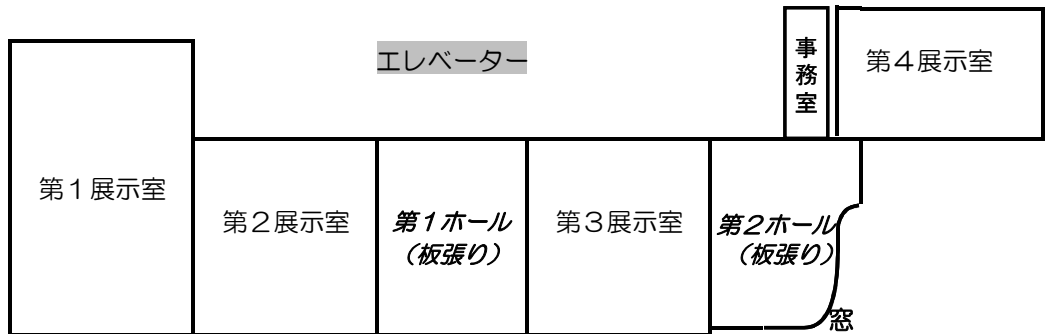 エレベーター
事務室
第4展示室
第1展示室
第2展示室
第1ホール
（板張り）
第3展示室
第2ホール
（板張り）
窓